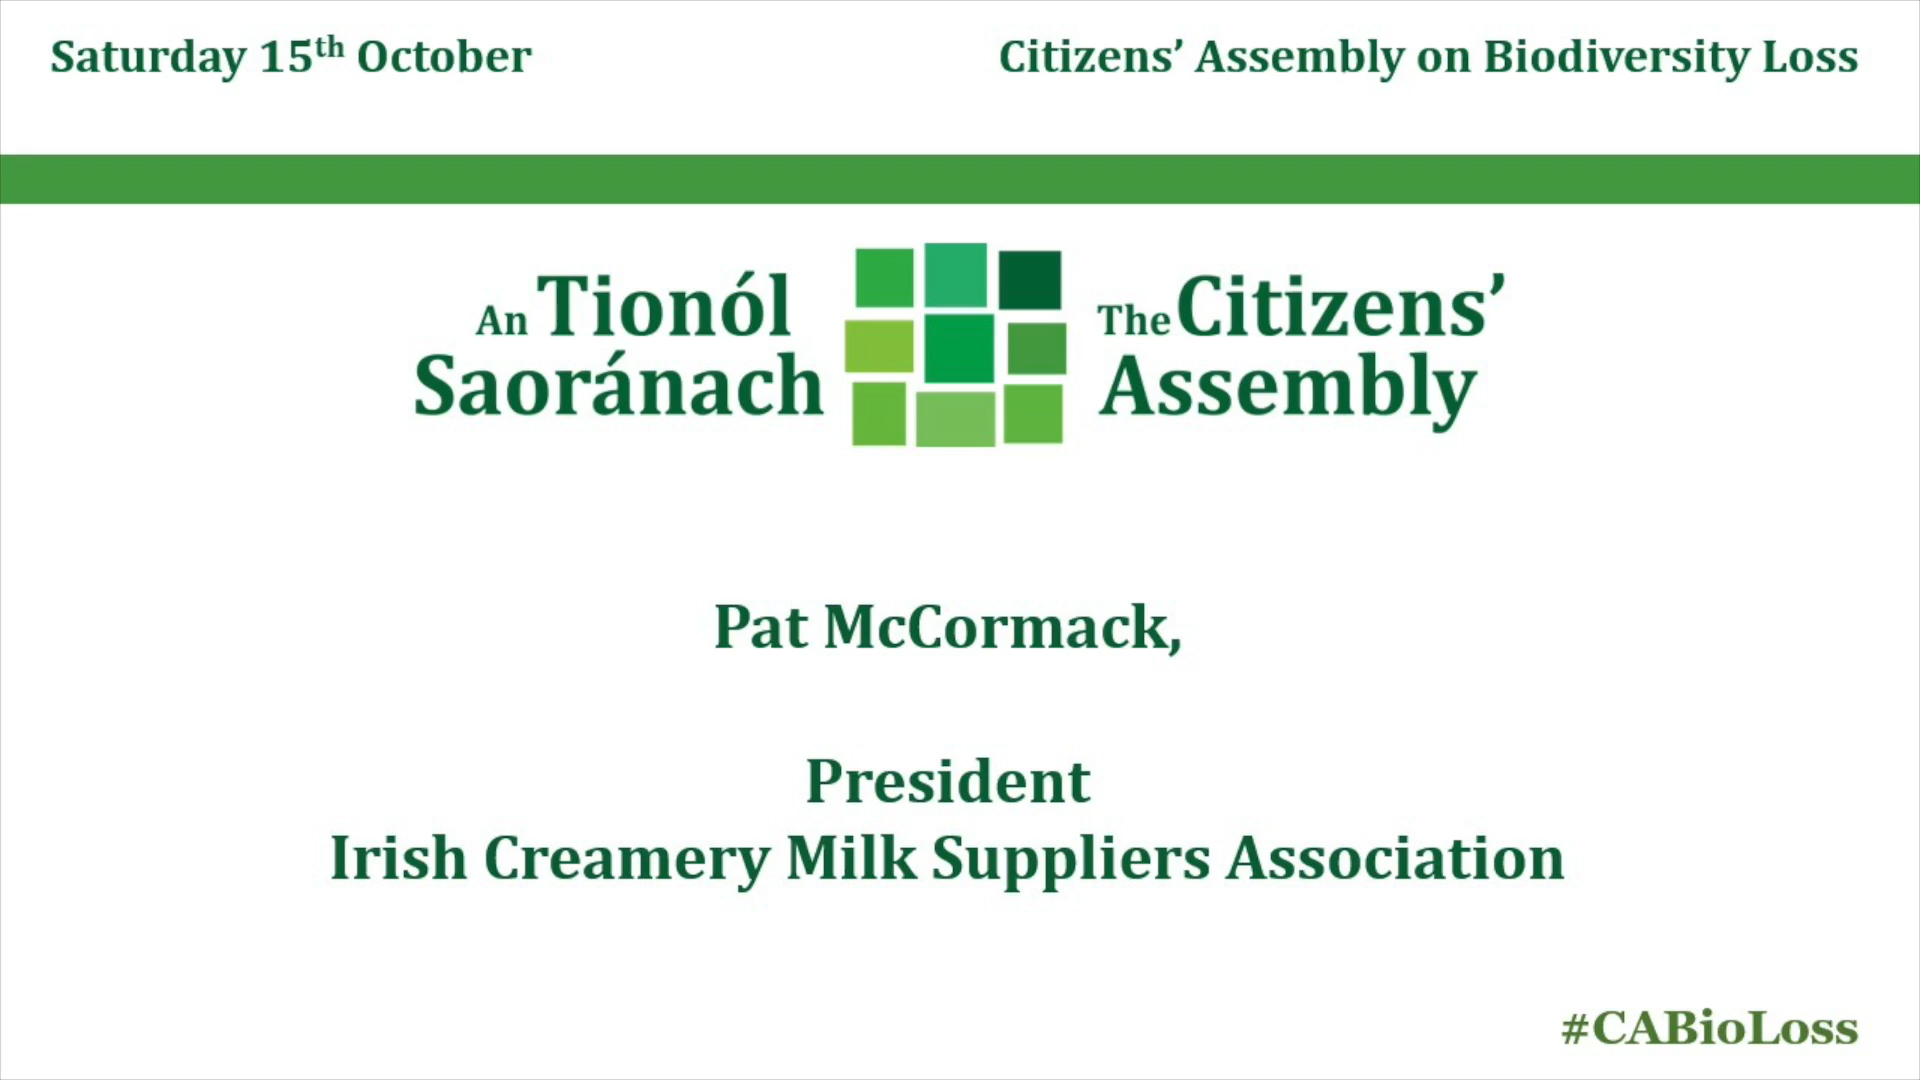 Saturday 15th October
Citizens’ Assembly on Biodiversity Loss
An Tionól
Saoránach
The Citizens’
Assembly
Pat McCormack,
President
Irish Creamery Milk Suppliers Association
#CABioLoss